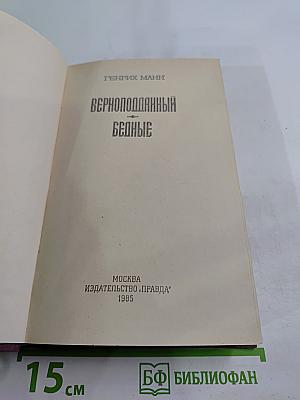 ГЕНРИХ МАНН
ВЕРНОПОДДАННЫЙ
БЕДНЫЕ
МОСКВА
ИЗДАТЕЛЬСТВО „ПРАВДА"
1985
15 см
БФ БИБЛИОФАН